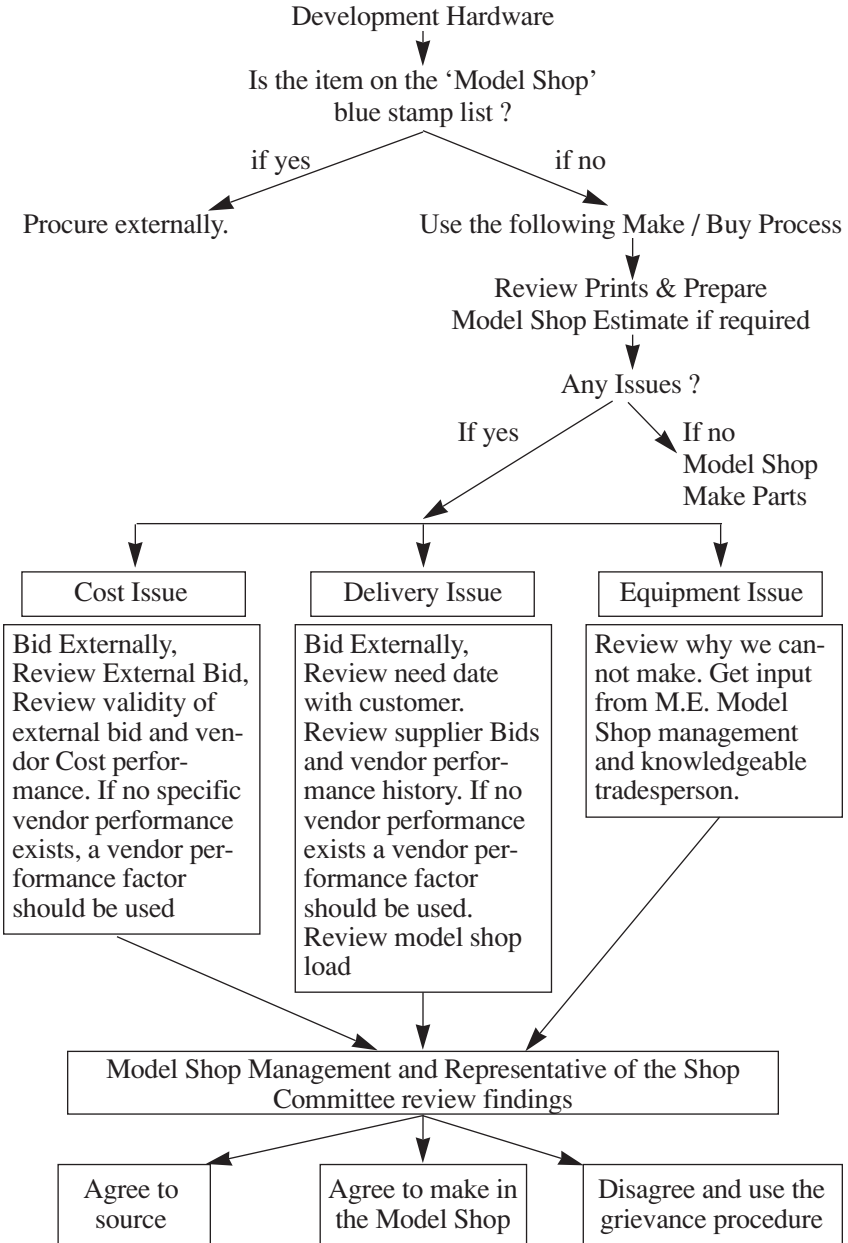 Development Hardware
Is the item on the ‘Model Shop’
blue stamp list ?
if yes
if no
Procure externally.
Use the following Make / Buy Process
Review Prints & Prepare
Model Shop Estimate if required
Any Issues ?
If yes
If no
Model Shop
Make Parts
Cost Issue
Bid Externally,
Review External Bid,
Review validity of
external bid and ven-
dor Cost perfor-
mance. If no specific
vendor performance
exists, a vendor per-
formance factor
should be used
Delivery Issue
Bid Externally,
Review need date
with customer.
Review supplier Bids
and vendor perfor-
mance history. If no
vendor performance
exists a vendor per-
formance factor
should be used.
Review model shop
load
Equipment Issue
Review why we can-
not make. Get input
from M.E. Model
Shop management
and knowledgeable
tradesperson.
Model Shop Management and Representative of the Shop
Committee review findings
Agree to
source
Agree to make in
the Model Shop
Disagree and use the
grievance procedure